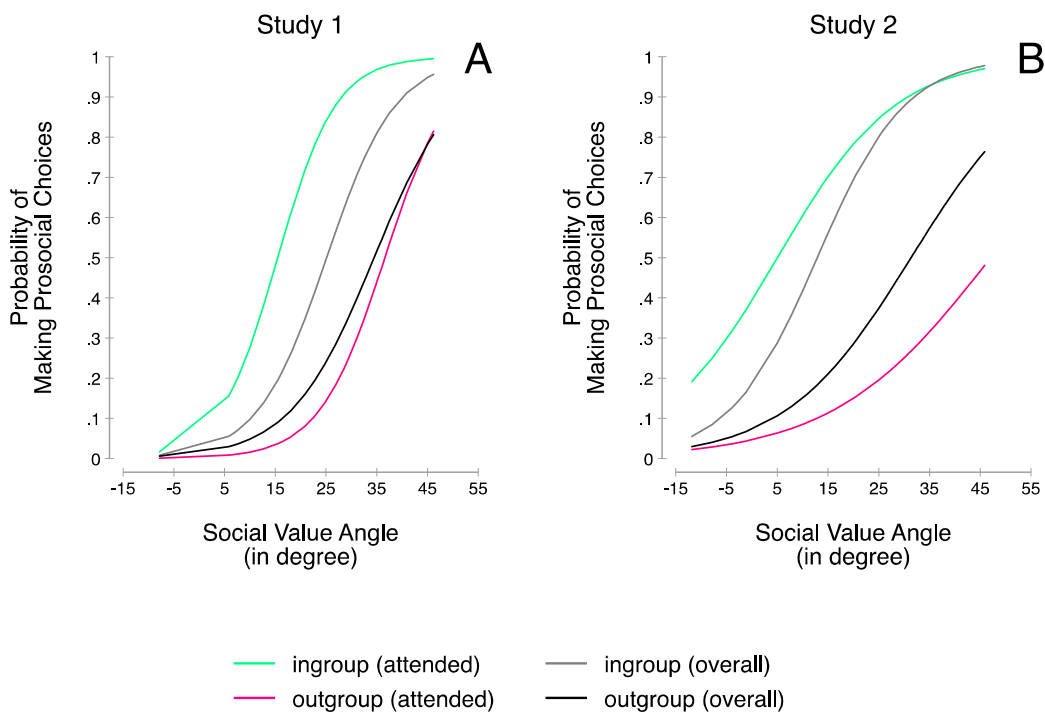 Study 1
A
Probability of
Making Prosocial Choices
1
.9
.8
.7
.6
.5
.4
.3
.2
.1
0
-15 -5 5 15 25 35 45 55
Social Value Angle
(in degree)
Study 2
B
Probability of
Making Prosocial Choices
1
.9
.8
.7
.6
.5
.4
.3
.2
.1
0
-15 -5 5 15 25 35 45 55
Social Value Angle
(in degree)
ingroup (attended) ingroup (overall)
outgroup (attended) outgroup (overall)